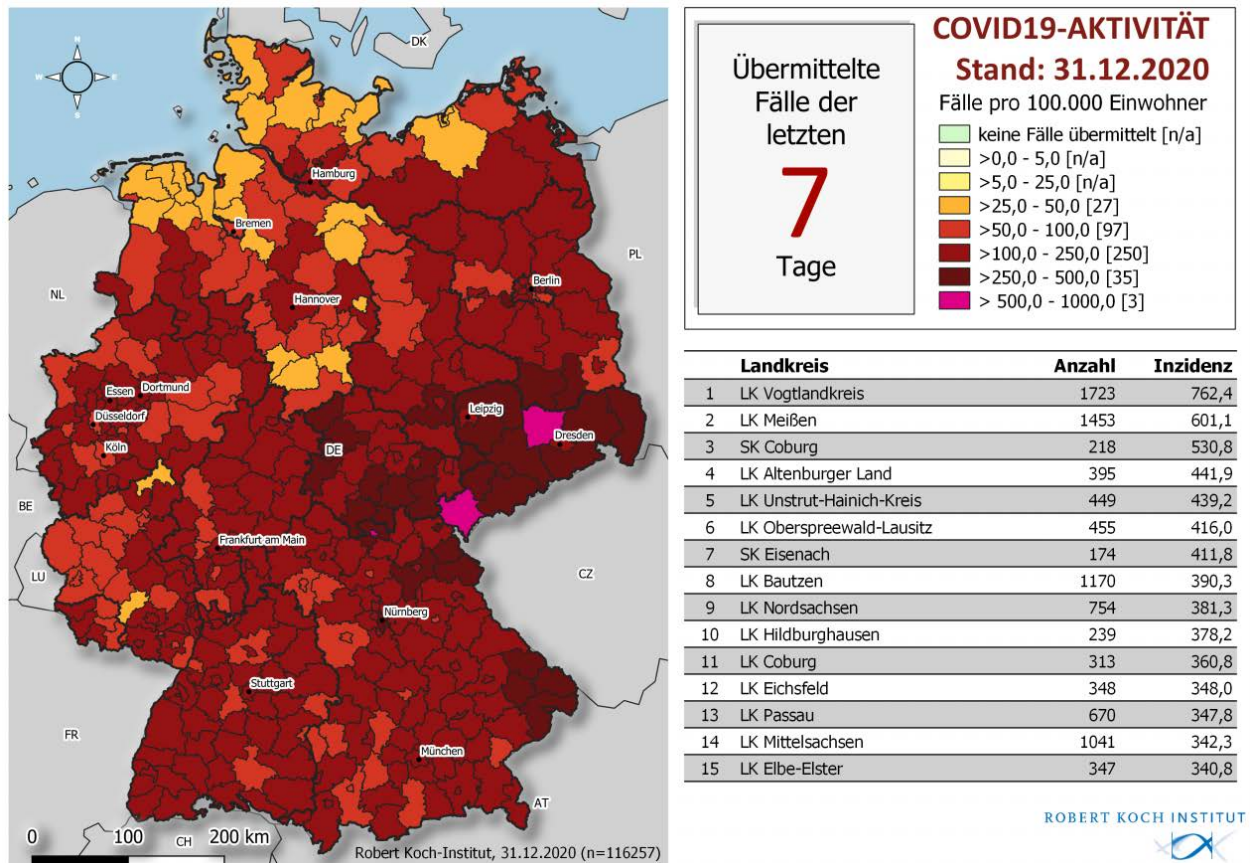 DK
N
W
E
S
Hamburg
Bremen
PL
NL
Berlin
Hannover
Essen
Dortmund
Düsseldorf
Leipzig
Dresden
Köln
DE
BE
Frankfurt am Main
LU
CZ
Nürnberg
Stuttgart
FR
München
AT
CH
0 100 200 km
Robert Koch-Institut, 31.12.2020 (n=116257)
Übermittelte
Fälle der
letzten
7
Tage
COVID19-AKTIVITÄT
Stand: 31.12.2020
Fälle pro 100.000 Einwohner
keine Fälle übermittelt [n/a]
>0,0 - 5,0 [n/a]
>5,0 - 25,0 [n/a]
>25,0 - 50,0 [27]
>50,0 - 100,0 [97]
>100,0 - 250,0 [250]
>250,0 - 500,0 [35]
> 500,0 - 1000,0 [3]
Landkreis Anzahl Inzidenz
1 LK Vogtlandkreis 1723 762,4
2 LK Meißen 1453 601,1
3 SK Coburg 218 530,8
4 LK Altenburger Land 395 441,9
5 LK Unstrut-Hainich-Kreis 449 439,2
6 LK Oberspreewald-Lausitz 455 416,0
7 SK Eisenach 174 411,8
8 LK Bautzen 1170 390,3
9 LK Nordsachsen 754 381,3
10 LK Hildburghausen 239 378,2
11 LK Coburg 313 360,8
12 LK Eichsfeld 348 348,0
13 LK Passau 670 347,8
14 LK Mittelsachsen 1041 342,3
15 LK Elbe-Elster 347 340,8
ROBERT KOCH INSTITUT